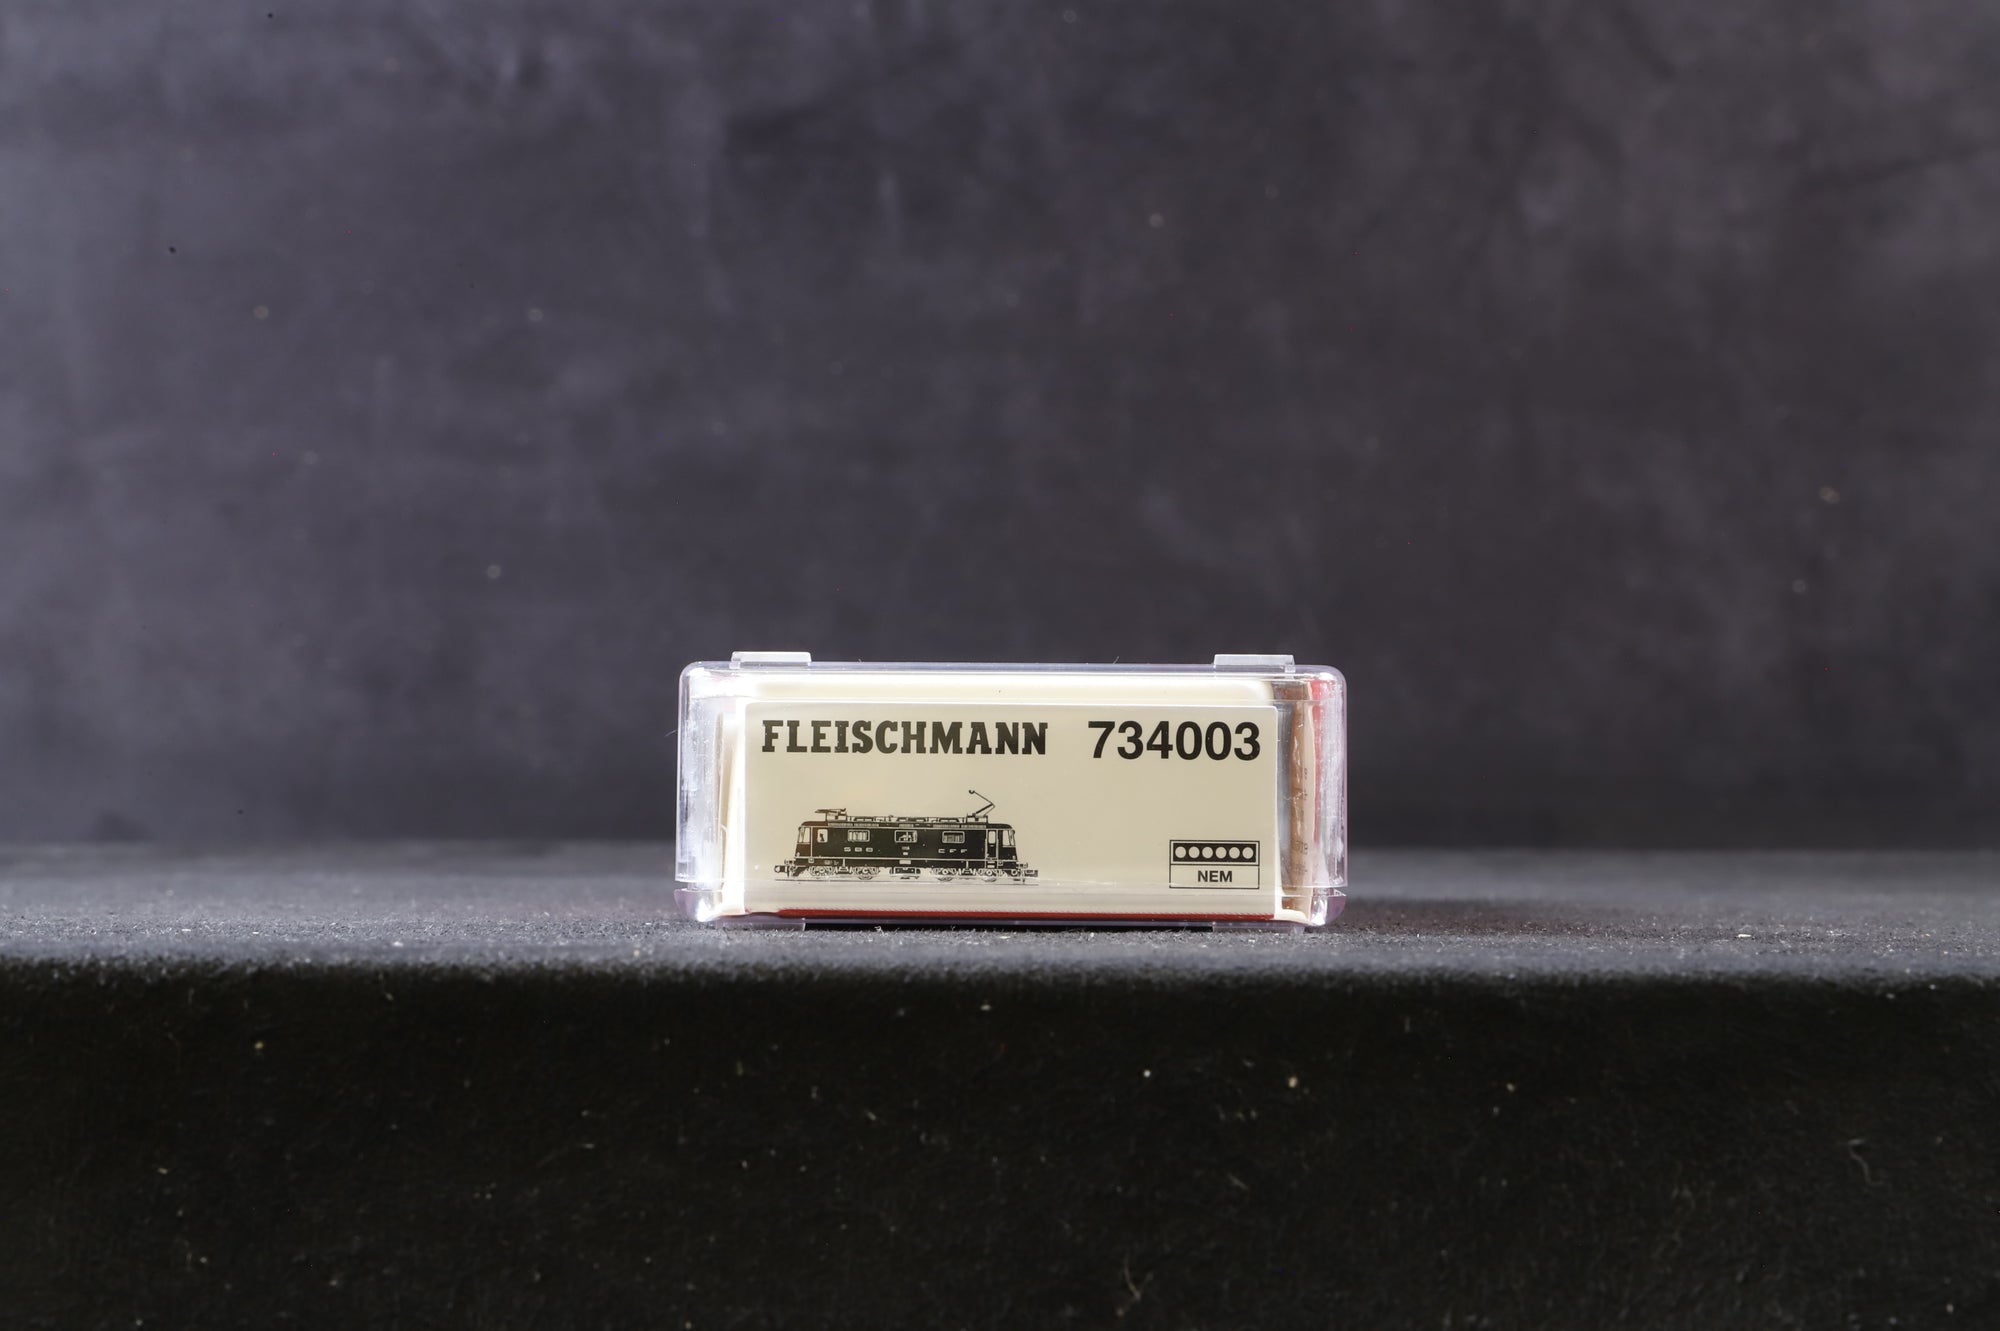 FLEISCHMANN 734003
SBB CFF
NEM